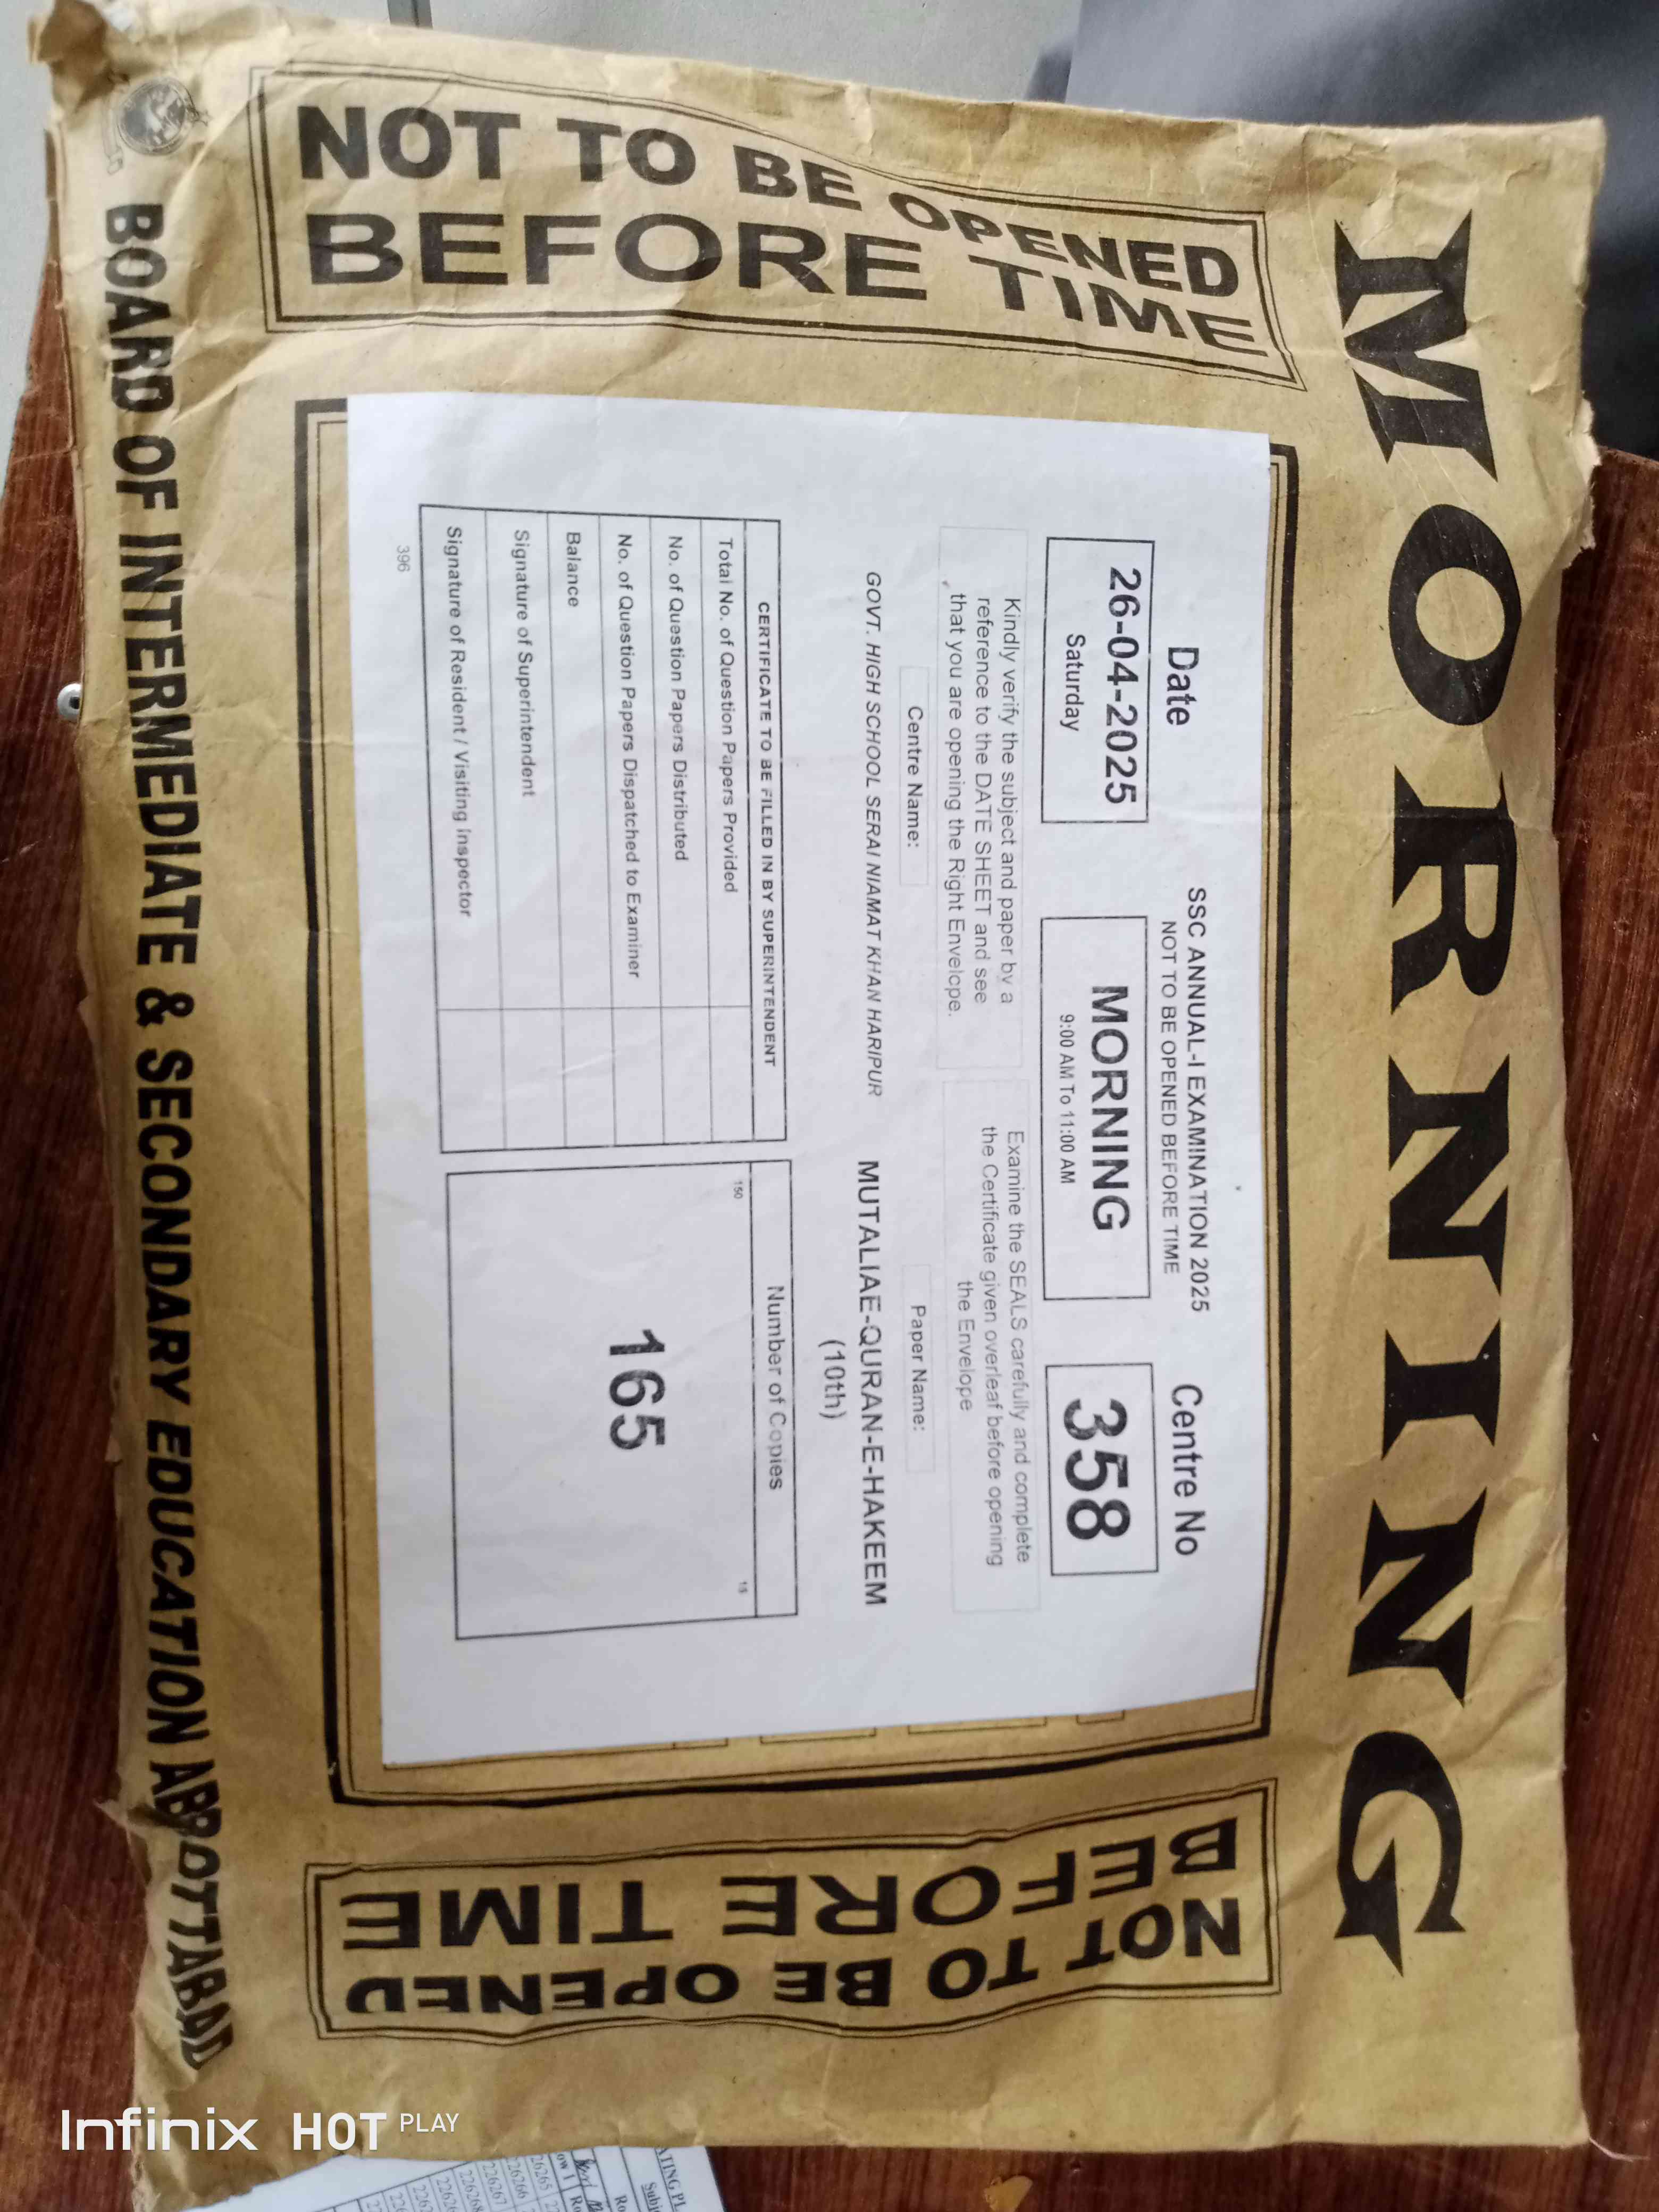 MORNING
NOT TO BE OPENED
BEFORE TIME
SSC ANNUAL-I EXAMINATION 2025
NOT TO BE OPENED BEFORE TIME
Date
26-04-2025
Saturday
MORNING
9:00 AM To 11:00 AM
Centre No
358
Kindly verify the subject and paper by a
reference to the DATE SHEET and see
that you are opening the Right Envelope.
Examine the SEALS carefully and complete
the Certificate given overleaf before opening
the Envelope
Centre Name:
Paper Name:
GOVT. HIGH SCHOOL SERAI NIAMAT KHAN HARIPUR
MUTALIAE-QURAN-E-HAKEEM
(10th)
CERTIFICATE TO BE FILLED IN BY SUPERINTENDENT
Total No. of Question Papers Provided
No. of Question Papers Distributed
No. of Question Papers Dispatched to Examiner
Balance
Signature of Superintendent
Signature of Resident / Visiting Inspector
396
Number of Copies
150
15
165
NOT TO BE OPENED
BEFORE TIME
BOARD OF INTERMEDIATE & SECONDARY EDUCATION ABBOTTABAD
Infinix HOT PLAY